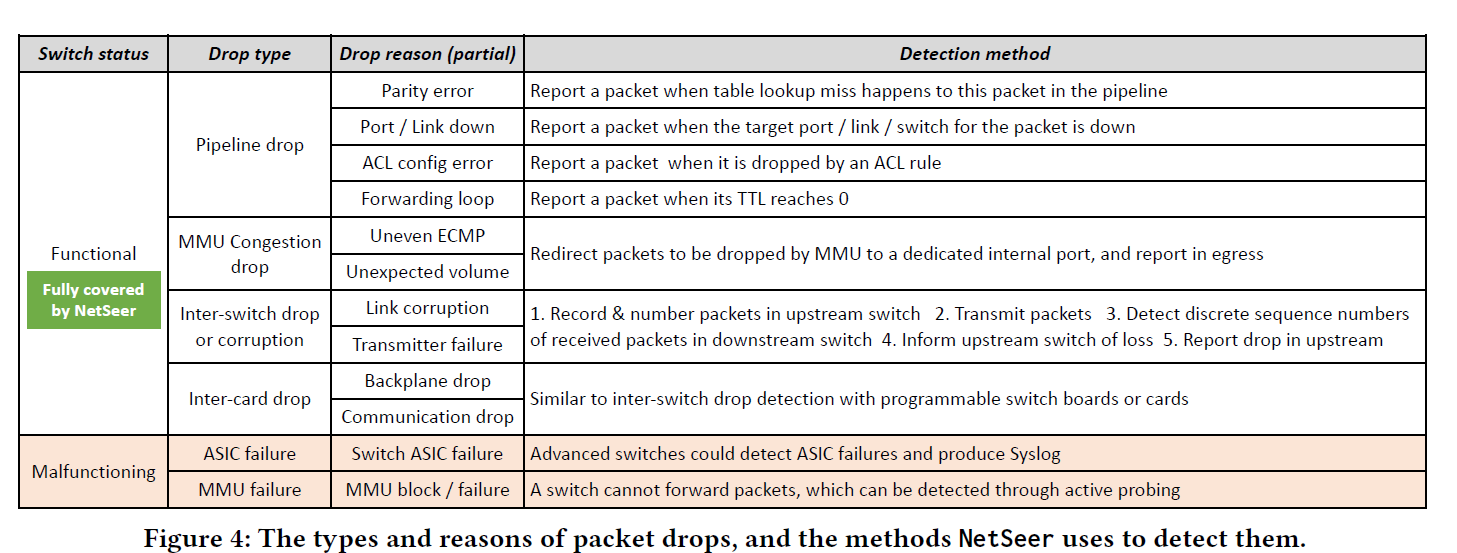 Switch status Drop type Drop reason (partial) Detection method
Functional
Fully covered
by NetSeer
Pipeline drop
Parity error Report a packet when table lookup miss happens to this packet in the pipeline
Port / Link down Report a packet when the target port / link / switch for the packet is down
ACL config error Report a packet when it is dropped by an ACL rule
Forwarding loop Report a packet when its TTL reaches 0
MMU Congestion
drop
Uneven ECMP
Unexpected volume
Redirect packets to be dropped by MMU to a dedicated internal port, and report in egress
Inter-switch drop
or corruption
Link corruption
Transmitter failure
1. Record & number packets in upstream switch 2. Transmit packets 3. Detect discrete sequence numbers
of received packets in downstream switch 4. Inform upstream switch of loss 5. Report drop in upstream
Inter-card drop
Backplane drop
Communication drop
Similar to inter-switch drop detection with programmable switch boards or cards
Malfunctioning
ASIC failure Switch ASIC failure Advanced switches could detect ASIC failures and produce Syslog
MMU failure MMU block / failure A switch cannot forward packets, which can be detected through active probing
Figure 4: The types and reasons of packet drops, and the methods NetSeer uses to detect them.